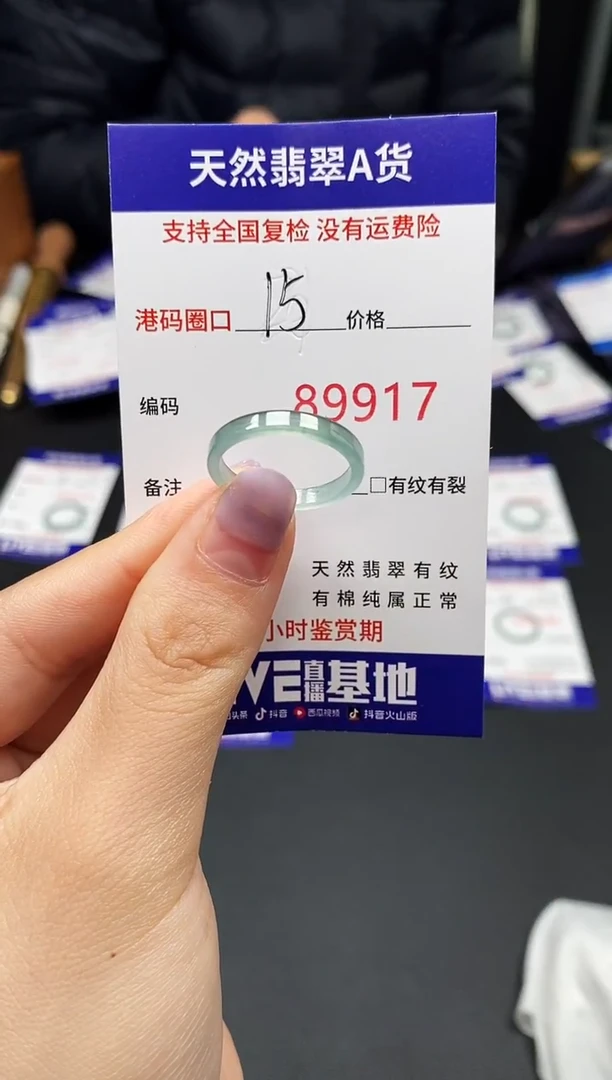 天然翡翠A货
支持全国复检 没有运费险
港码圈口 15 价格
编码 89917
备注 □有纹有裂
天然翡翠有纹
有棉纯属正常
小时鉴赏期
直播基地
头条 抖音 西瓜视频 抖音火山版